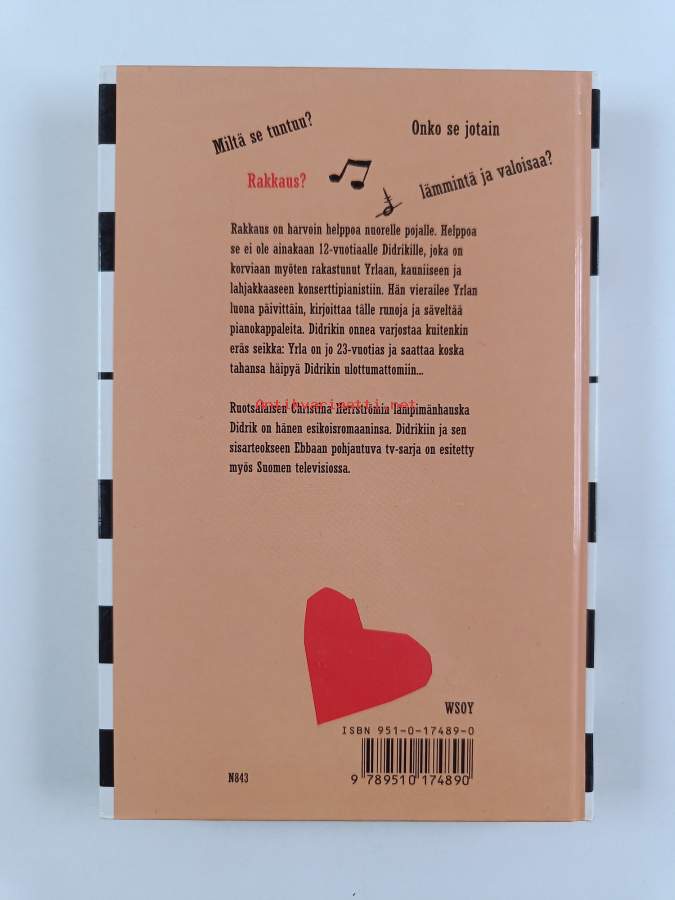 Miltä se tuntuu?
Onko se jotain
Rakkaus?
lämmintä ja valoisaa?
Rakkaus on harvoin helppoa nuorelle pojalle. Helppoa
se ei ole ainakaan 12-vuotiaalle Didrikille, joka on
korviaan myöten rakastunut Yrlaan, kauniiseen ja
lahjakkaaseen konserttipianistiin. Hän vierailee Yrlan
luona päivittäin, kirjoittaa tälle runoja ja säveltää
pianokappaleita. Didrikin onnea varjostaa kuitenkin
eräs seikka: Yrla on jo 23-vuotias ja saattaa koska
tahansa häipyä Didrikin ulottumattomiin...
Antikvariaatti.net
Ruotsalaisen Christina Herrströmin lämpimänhauska
Didrik on hänen esikoisromaaninsa. Didrikiin ja sen
sisarteokseen Ebbaan pohjautuva tv-sarja on esitetty
myös Suomen televisiossa.
WSOY
ISBN 951-0-17489-0
N843
9 789510 174890